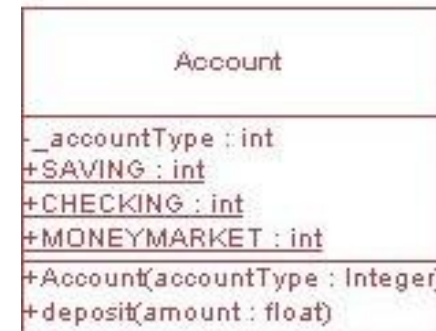 Account
-_accountType : int
+SAVING : int
+CHECKING : int
+MONEYMARKET : int
+Account(accountType : Integer)
+deposit(amount : float)